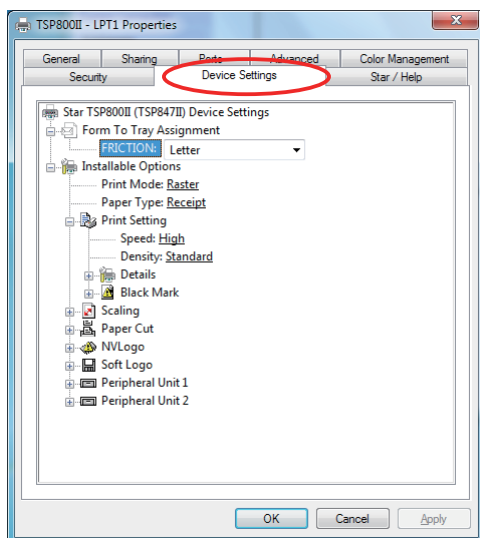 TSP800II - LPT1 Properties
General Sharing Ports Advanced Color Management
Security Device Settings Star / Help
Star TSP800II (TSP847II) Device Settings
Form To Tray Assignment
FRICTION: Letter
Installable Options
Print Mode: Raster
Paper Type: Receipt
Print Setting
Speed: High
Density: Standard
Details
Black Mark
Scaling
Paper Cut
NVLogo
Soft Logo
Peripheral Unit 1
Peripheral Unit 2
OK Cancel Apply